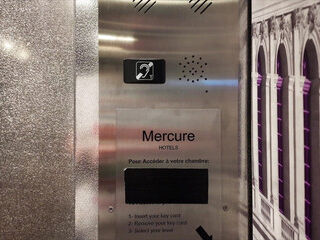 Mercure
HOTELS
Pour Accéder à votre chambre:
1- Insert your key card
2- Remove your key card
3- Select your level